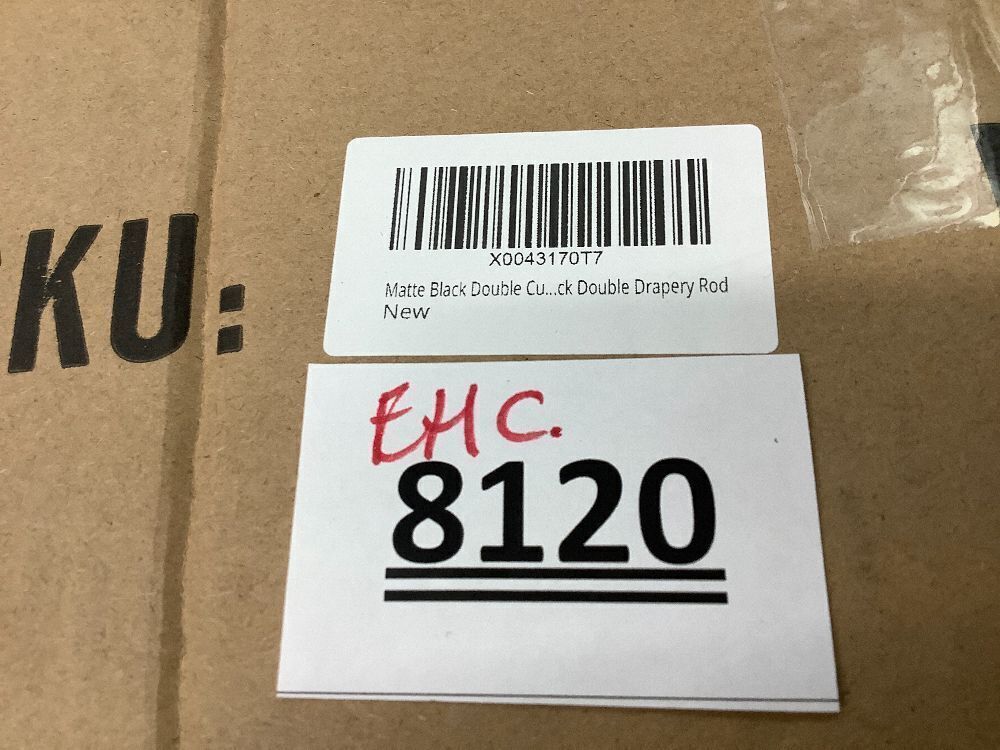 KU:
X0043170T7
Matte Black Double Cu...ck Double Drapery Rod
New
EHC.
8120